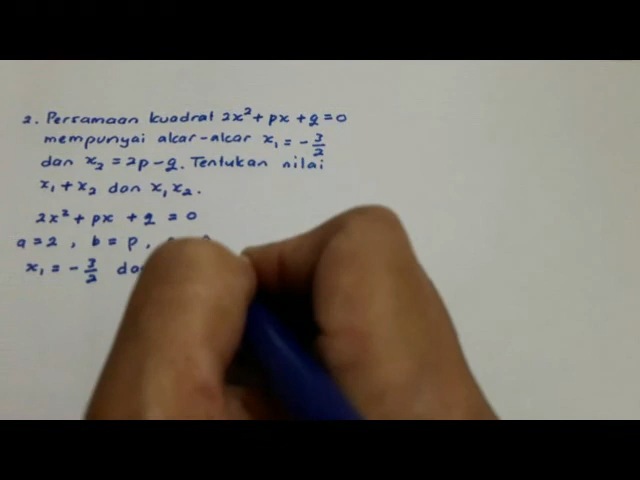 2. Persamaan kuadrat 2x² + px + q = 0
mempunyai akar-akar x₁ = -3/2
dan x₂ = 2p - q. Tentukan nilai
x₁ + x₂ dan x₁x₂.
2x² + px + q = 0
a = 2, b = p,
x₁ = -3/2